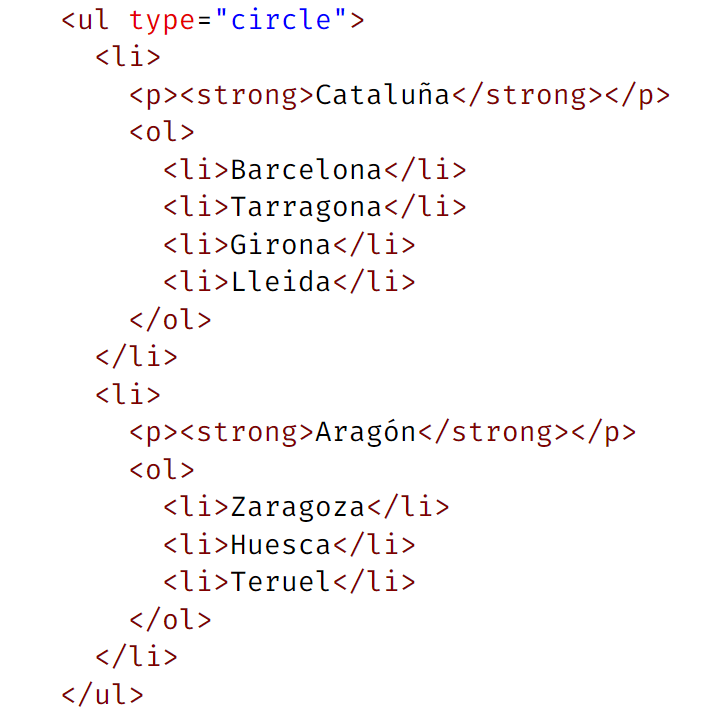 <ul type="circle">
  <li>
    <p><strong>Cataluña</strong></p>
    <ol>
      <li>Barcelona</li>
      <li>Tarragona</li>
      <li>Girona</li>
      <li>Lleida</li>
    </ol>
  </li>
  <li>
    <p><strong>Aragón</strong></p>
    <ol>
      <li>Zaragoza</li>
      <li>Huesca</li>
      <li>Teruel</li>
    </ol>
  </li>
</ul>